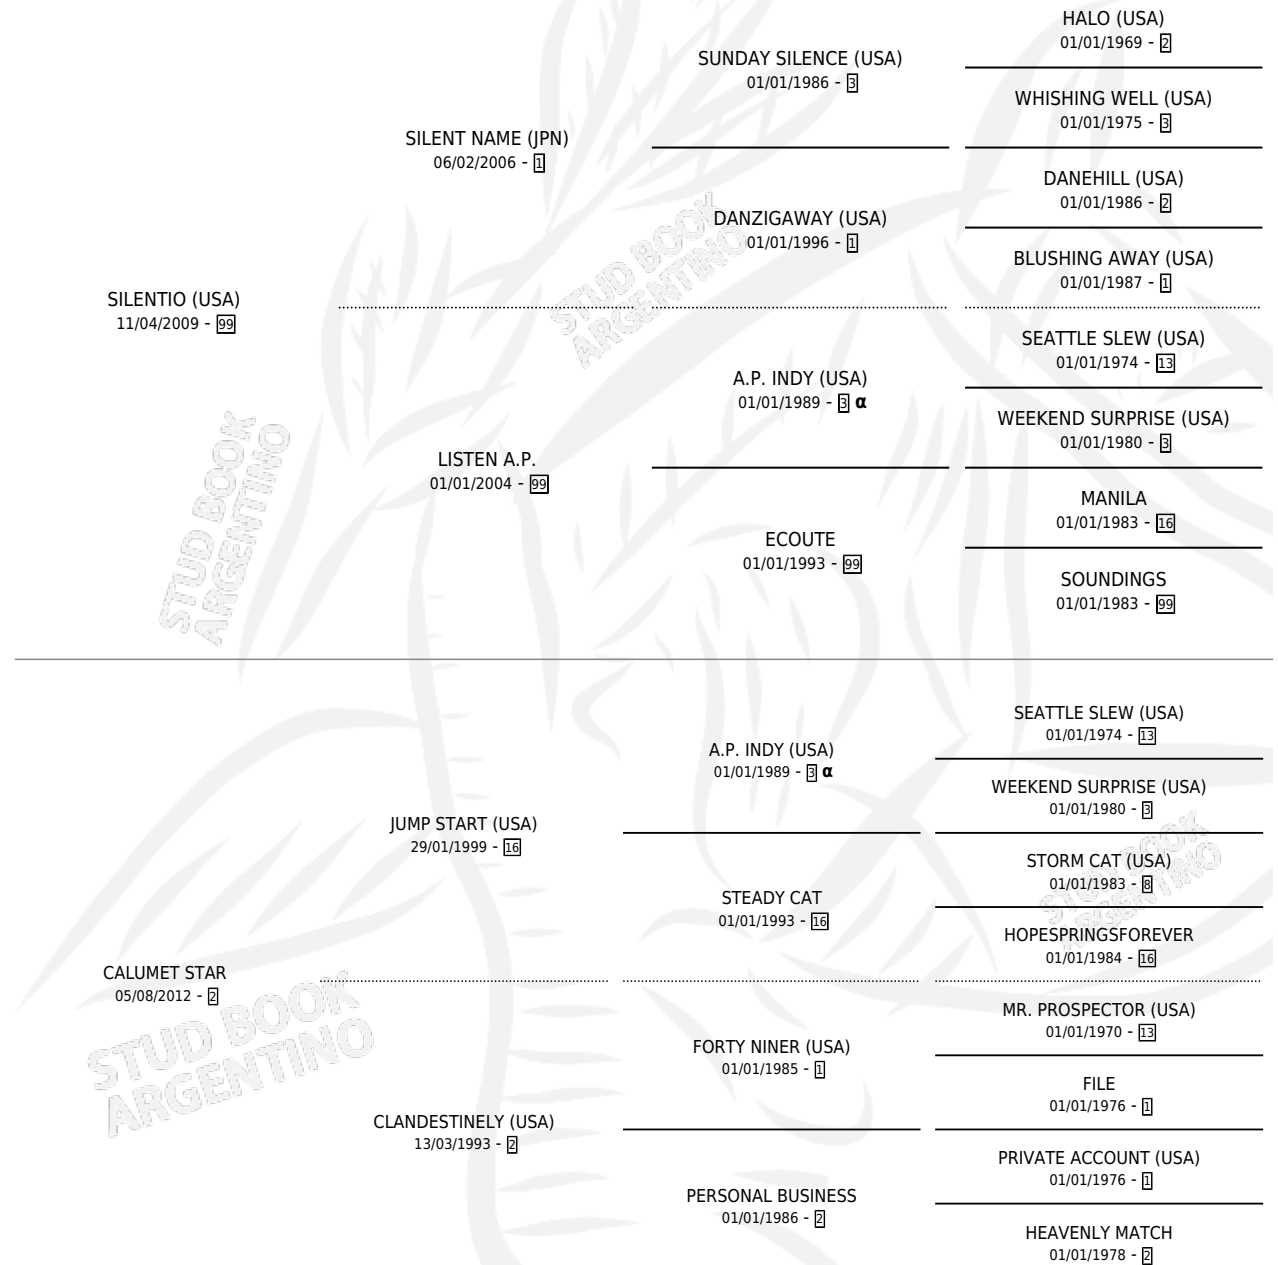 HALO (USA)
01/01/1969 - 2
SUNDAY SILENCE (USA)
01/01/1986 - 3
WHISHING WELL (USA)
01/01/1975 - 3
SILENT NAME (JPN)
06/02/2006 - 1
DANEHILL (USA)
01/01/1986 - 2
DANZIGAWAY (USA)
01/01/1996 - 1
BLUSHING AWAY (USA)
01/01/1987 - 1
SILENTIO (USA)
11/04/2009 - 99
SEATTLE SLEW (USA)
01/01/1974 - 13
A.P. INDY (USA)
01/01/1989 - 3 α
WEEKEND SURPRISE (USA)
01/01/1980 - 3
LISTEN A.P.
01/01/2004 - 99
MANILA
01/01/1983 - 16
ECOUTE
01/01/1993 - 99
SOUNDINGS
01/01/1983 - 99
SEATTLE SLEW (USA)
01/01/1974 - 13
A.P. INDY (USA)
01/01/1989 - 3 α
WEEKEND SURPRISE (USA)
01/01/1980 - 3
JUMP START (USA)
29/01/1999 - 16
STORM CAT (USA)
01/01/1983 - 8
STEADY CAT
01/01/1993 - 16
HOPESPRINGSFOREVER
01/01/1984 - 16
CALUMET STAR
05/08/2012 - 2
MR. PROSPECTOR (USA)
01/01/1970 - 13
FORTY NINER (USA)
01/01/1985 - 1
FILE
01/01/1976 - 1
CLANDESTINELY (USA)
13/03/1993 - 2
PRIVATE ACCOUNT (USA)
01/01/1976 - 1
PERSONAL BUSINESS
01/01/1986 - 2
HEAVENLY MATCH
01/01/1978 - 2
STUD BOOK
ARGENTINO
STUD BOOK
ARGENTINO
STUD BOOK
ARGENTINO
STUD BOOK
ARGENTINO